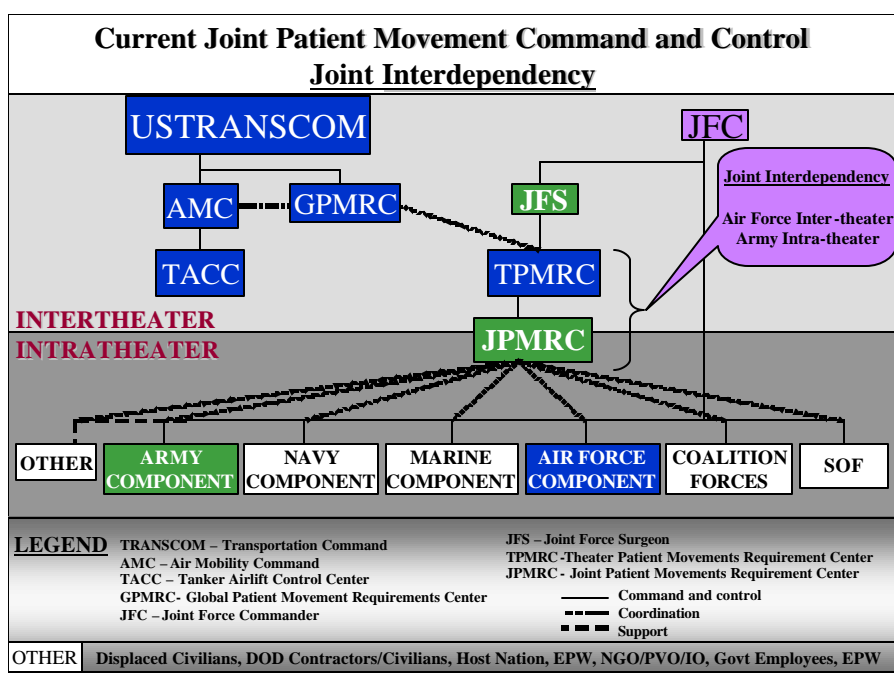 Current Joint Patient Movement Command and Control
Joint Interdependency
USTRANSCOM
JFC
Joint Interdependency
Air Force Inter-theater
Army Intra-theater
AMC
GPMRC
JFS
TACC
TPMRC
INTERTHEATER
INTRATHEATER
JPMRC
OTHER
ARMY
COMPONENT
NAVY
COMPONENT
MARINE
COMPONENT
AIR FORCE
COMPONENT
COALITION
FORCES
SOF
LEGEND
TRANSCOM – Transportation Command
AMC – Air Mobility Command
TACC – Tanker Airlift Control Center
GPMRC- Global Patient Movement Requirements Center
JFC – Joint Force Commander
JFS – Joint Force Surgeon
TPMRC -Theater Patient Movements Requirement Center
JPMRC - Joint Patient Movements Requirement Center
Command and control
Coordination
Support
OTHER
Displaced Civilians, DOD Contractors/Civilians, Host Nation, EPW, NGO/PVO/IO, Govt Employees, EPW